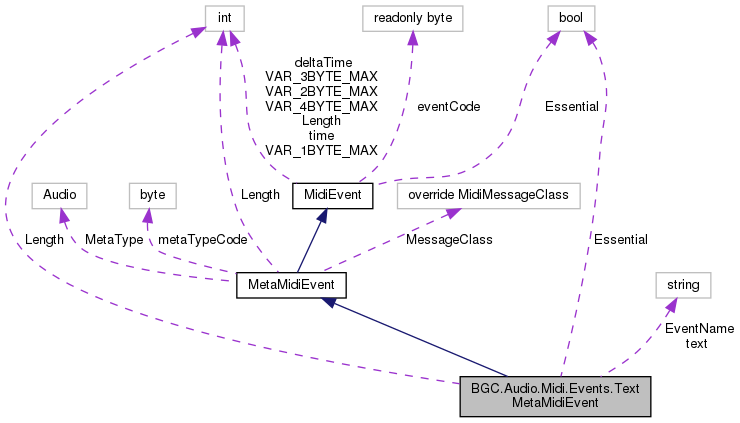 int
readonly byte
bool
deltaTime
VAR_3BYTE_MAX
VAR_2BYTE_MAX
VAR_4BYTE_MAX
Length
time
VAR_1BYTE_MAX
eventCode
Essential
Audio
byte
Length
MidiEvent
override MidiMessageClass
Length
MetaType
metaTypeCode
MessageClass
Essential
MetaMidiEvent
string
EventName
text
BGC.Audio.Midi.Events.Text
MetaMidiEvent